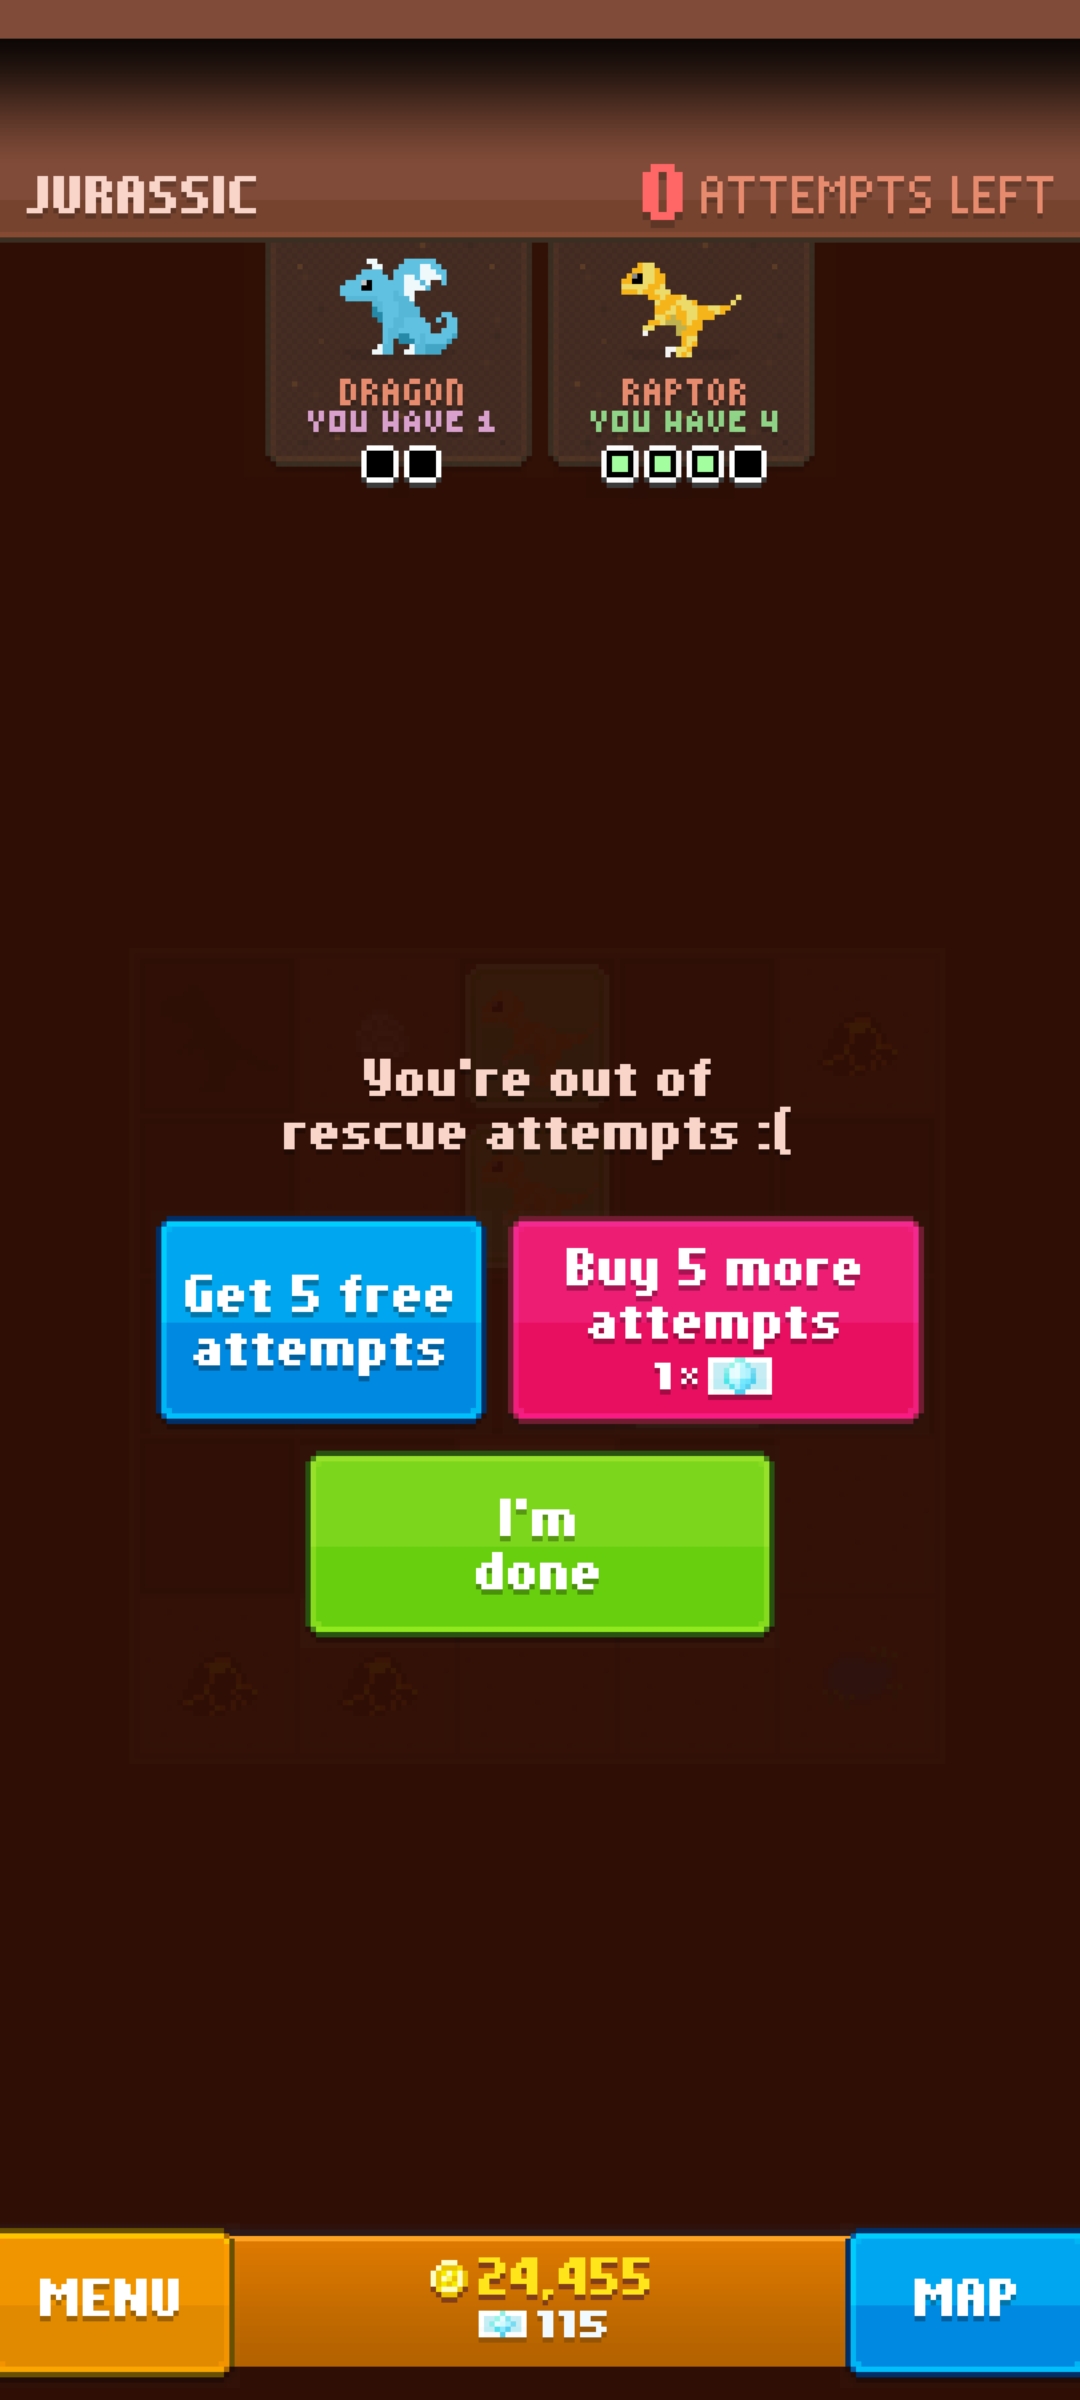 JURASSIC
0 ATTEMPTS LEFT
DRAGON
YOU HAVE 1
RAPTOR
YOU HAVE 4
You're out of
rescue attempts :(
Get 5 free
attempts
Buy 5 more
attempts
1×
I'm
done
MENU
24,455
115
MAP